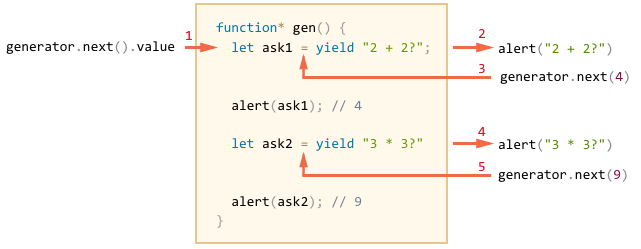 function* gen() {
generator.next().value
1
let ask1 = yield "2 + 2?";
2
alert("2 + 2?")
3
generator.next(4)
alert(ask1); // 4
let ask2 = yield "3 * 3?"
4
alert("3 * 3?")
5
generator.next(9)
alert(ask2); // 9
}